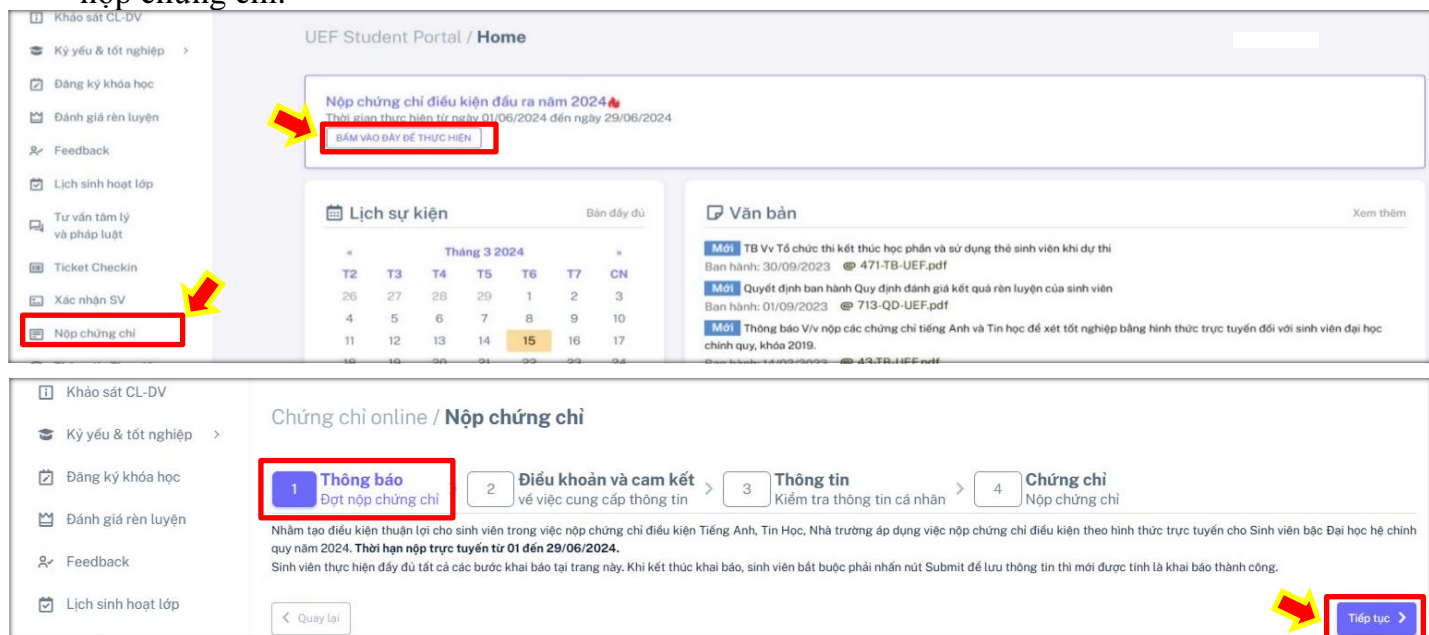 nộp chứng chỉ.
Khảo sát CL-DV
Kỷ yếu & tốt nghiệp >
Đăng ký khóa học
Đánh giá rèn luyện
Feedback
Lịch sinh hoạt lớp
Tư vấn tâm lý
và pháp luật
Ticket Checkin
Xác nhận SV
Nộp chứng chỉ
UEF Student Portal / Home
Nộp chứng chỉ điều kiện đầu ra năm 2024
Thời gian thực hiện từ ngày 01/06/2024 đến ngày 29/06/2024
BẤM VÀO ĐÂY ĐỂ THỰC HIỆN
Lịch sự kiện Bản đầy đủ
« Tháng 3 2024 »
T2 T3 T4 T5 T6 T7 CN
26 27 28 29 1 2 3
4 5 6 7 8 9 10
11 12 13 14 15 16 17
18 19 20 21 22 23 24
Văn bản Xem thêm
Mới TB Vv Tổ chức thi kết thúc học phần và sử dụng thẻ sinh viên khi dự thi
Ban hành: 30/09/2023 471-TB-UEF.pdf
Mới Quyết định ban hành Quy định đánh giá kết quả rèn luyện của sinh viên
Ban hành: 01/09/2023 713-QD-UEF.pdf
Mới Thông báo V/v nộp các chứng chỉ tiếng Anh và Tin học để xét tốt nghiệp bằng hình thức trực tuyến đối với sinh viên đại học
chính quy, khóa 2019.
Ban hành: 14/03/2023 43-TB-UEF.pdf
Khảo sát CL-DV
Kỷ yếu & tốt nghiệp >
Đăng ký khóa học
Đánh giá rèn luyện
Feedback
Lịch sinh hoạt lớp
Chứng chỉ online / Nộp chứng chỉ
1 Thông báo
Đợt nộp chứng chỉ
> 2 Điều khoản và cam kết
về việc cung cấp thông tin
> 3 Thông tin
Kiểm tra thông tin cá nhân
> 4 Chứng chỉ
Nộp chứng chỉ
Nhằm tạo điều kiện thuận lợi cho sinh viên trong việc nộp chứng chỉ điều kiện Tiếng Anh, Tin Học, Nhà trường áp dụng việc nộp chứng chỉ điều kiện theo hình thức trực tuyến cho Sinh viên bậc Đại học hệ chính
quy năm 2024. Thời hạn nộp trực tuyến từ 01 đến 29/06/2024.
Sinh viên thực hiện đầy đủ tất cả các bước khai báo tại trang này. Khi kết thúc khai báo, sinh viên bắt buộc phải nhấn nút Submit để lưu thông tin thì mới được tính là khai báo thành công.
Quay lại
Tiếp tục